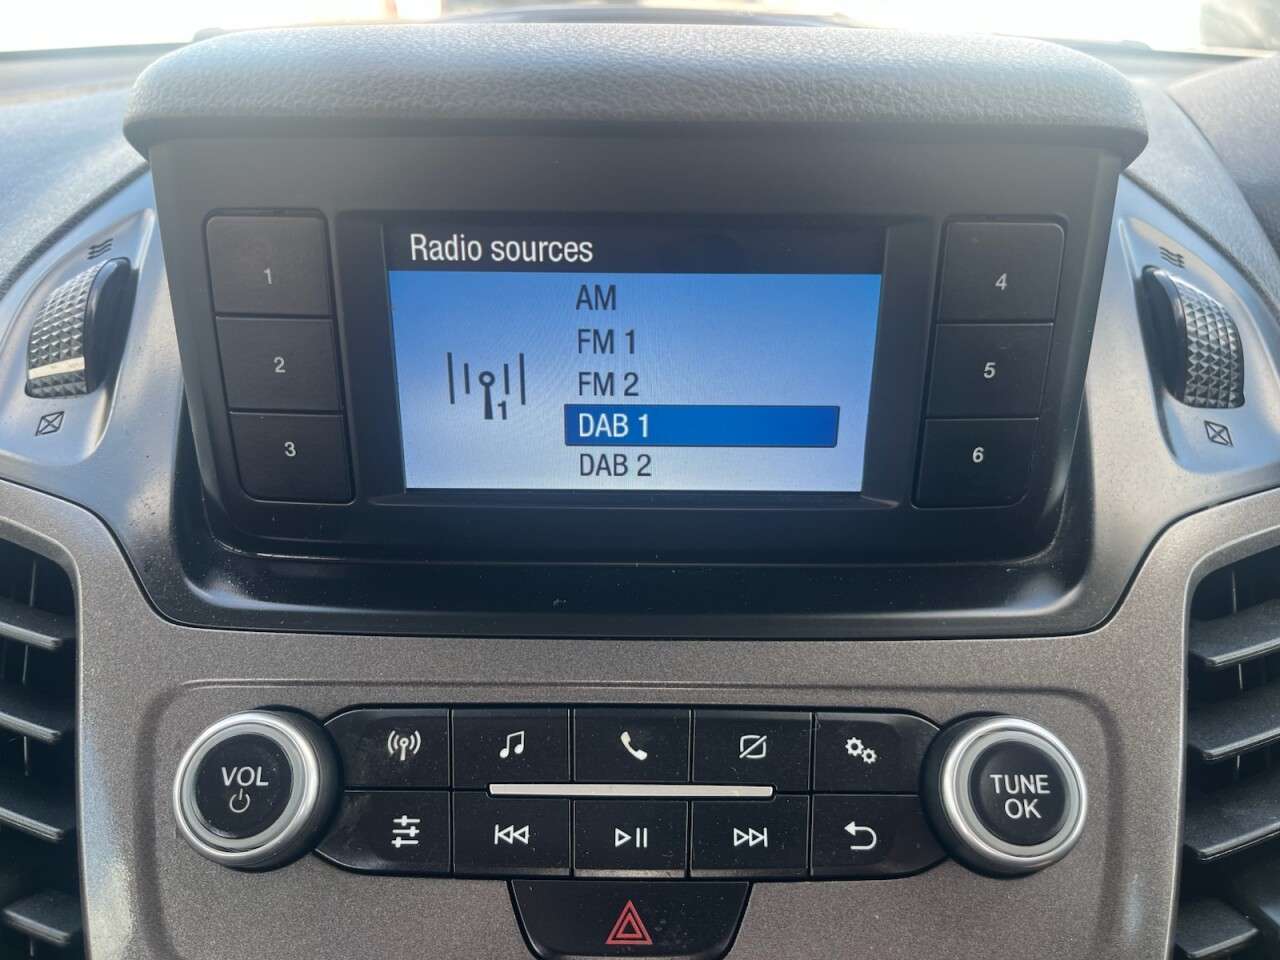 Radio sources
AM
FM 1
FM 2
DAB 1
DAB 2
1
1
2
3
4
5
6
VOL
TUNE
OK